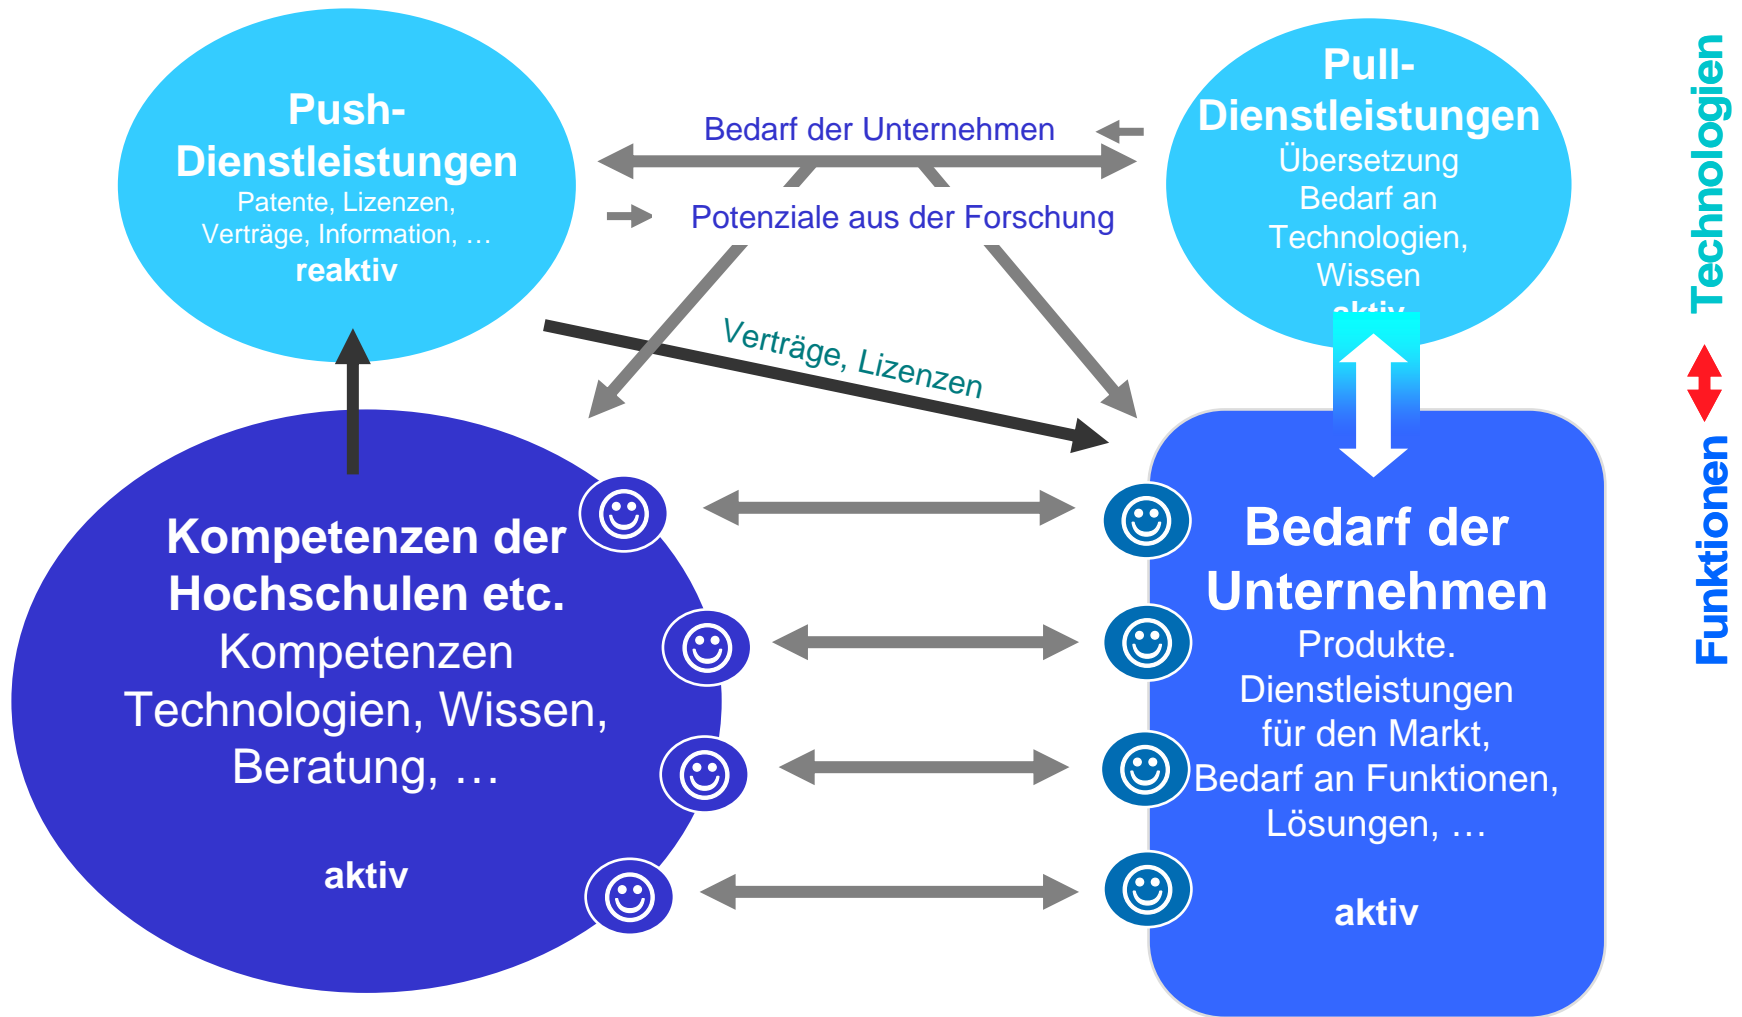 Push-
Dienstleistungen
Patente, Lizenzen,
Verträge, Information, …
reaktiv
Bedarf der Unternehmen
Potenziale aus der Forschung
Verträge, Lizenzen
Pull-
Dienstleistungen
Übersetzung
Bedarf an
Technologien,
Wissen
aktiv
Kompetenzen der
Hochschulen etc.
Kompetenzen
Technologien, Wissen,
Beratung, …
aktiv
Bedarf der
Unternehmen
Produkte.
Dienstleistungen
für den Markt,
Bedarf an Funktionen,
Lösungen, …
aktiv
Technologien
Funktionen